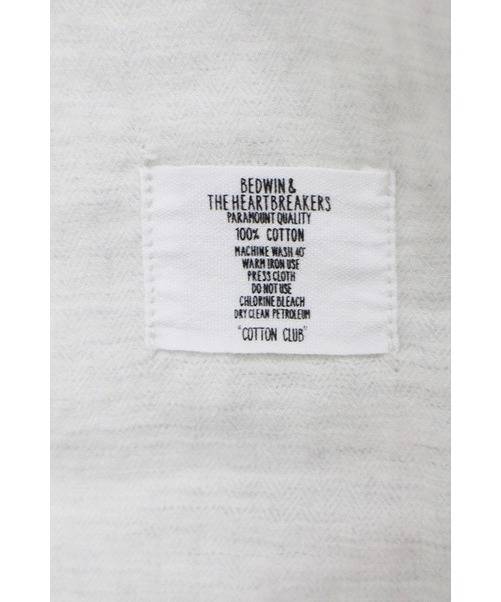 BEDWIN &
THE HEARTBREAKERS
PARAMOUNT QUALITY
100% COTTON
MACHINE WASH 40°
WARM IRON USE
PRESS CLOTH
DO NOT USE
CHLORINE BLEACH
DRY CLEAN PETROLEUM
"COTTON CLUB"